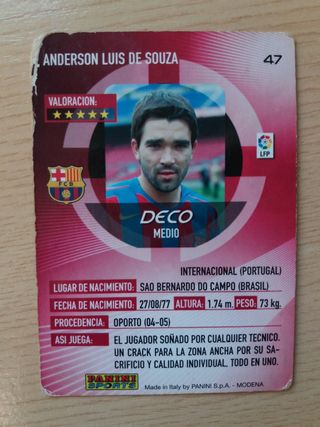 ANDERSON LUIS DE SOUZA 47
VALORACION:
FCB
LFP
DECO
MEDIO
INTERNACIONAL (PORTUGAL)
LUGAR DE NACIMIENTO: SAO BERNARDO DO CAMPO (BRASIL)
FECHA DE NACIMIENTO: 27/08/77 ALTURA: 1.74 m. PESO: 73 kg.
PROCEDENCIA: OPORTO (04-05)
ASI JUEGA: EL JUGADOR SOÑADO POR CUALQUIER TECNICO.
UN CRACK PARA LA ZONA ANCHA POR SU SA-
CRIFICIO Y CALIDAD INDIVIDUAL, TODO EN UNO.
PANINI
SPORTS
Made in Italy by PANINI S.p.A. - MODENA